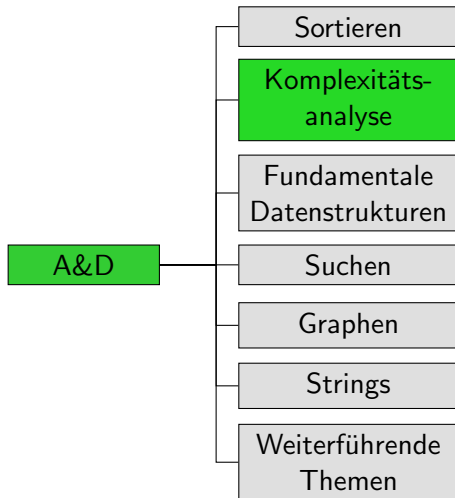 Sortieren
Komplexitäts-
analyse
Fundamentale
Datenstrukturen
A&D
Suchen
Graphen
Strings
Weiterführende
Themen